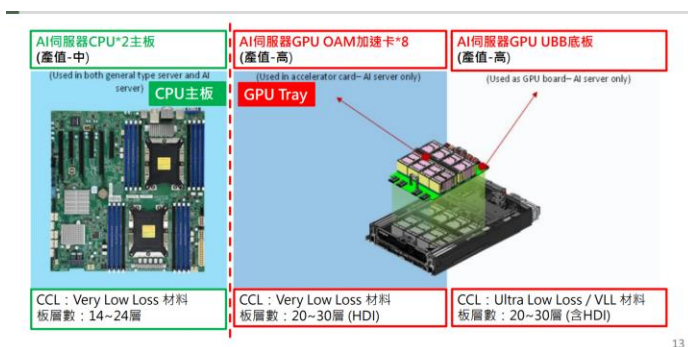 AI伺服器CPU*2主板
(產值-中)
(Used in both general type server and AI
server)
CPU主板
CCL：Very Low Loss 材料
板層數：14~24層
AI伺服器GPU OAM加速卡*8
(產值-高)
(Used in accelerator card– AI server only)
GPU Tray
CCL：Very Low Loss 材料
板層數：20~30層 (HDI)
AI伺服器GPU UBB底板
(產值-高)
(Used as GPU board– AI server only)
CCL：Ultra Low Loss / VLL 材料
板層數：20~30層 (含HDI)
13